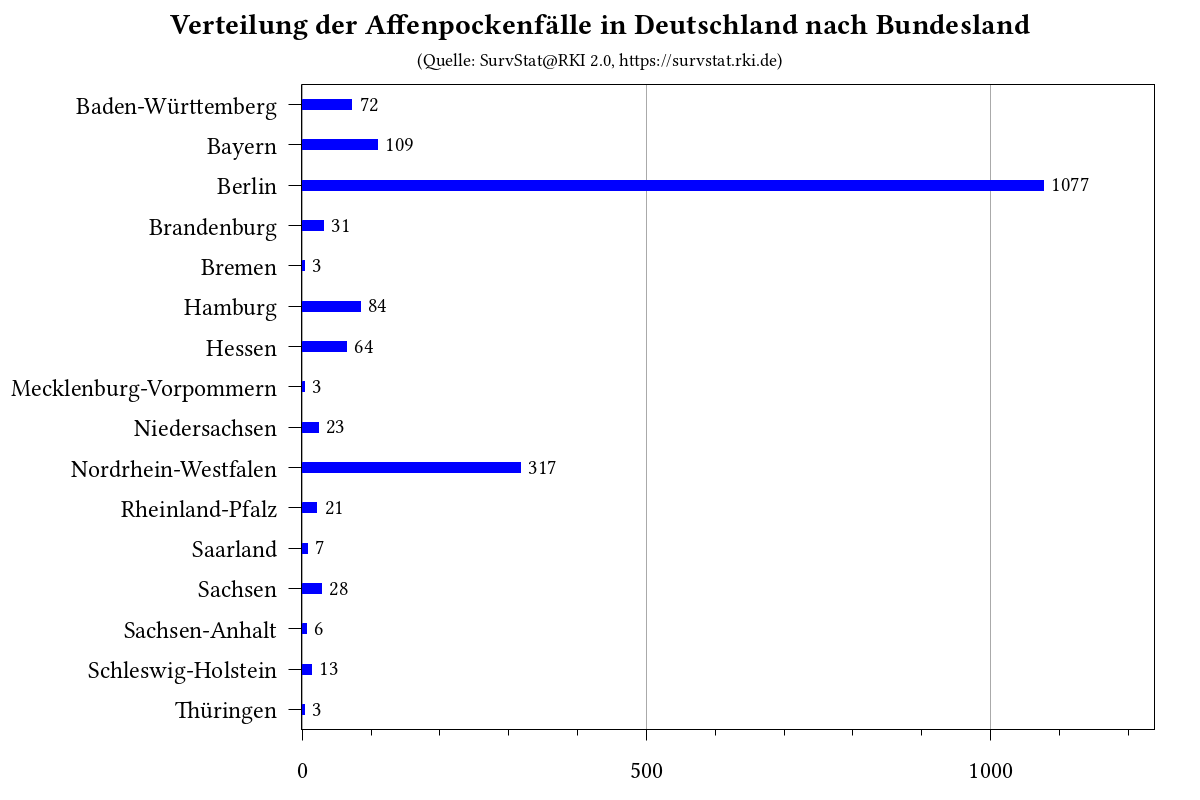 Verteilung der Affenpockenfälle in Deutschland nach Bundesland
(Quelle: SurvStat@RKI 2.0, https://survstat.rki.de)
Baden-Württemberg 72
Bayern 109
Berlin 1077
Brandenburg 31
Bremen 3
Hamburg 84
Hessen 64
Mecklenburg-Vorpommern 3
Niedersachsen 23
Nordrhein-Westfalen 317
Rheinland-Pfalz 21
Saarland 7
Sachsen 28
Sachsen-Anhalt 6
Schleswig-Holstein 13
Thüringen 3
0 500 1000